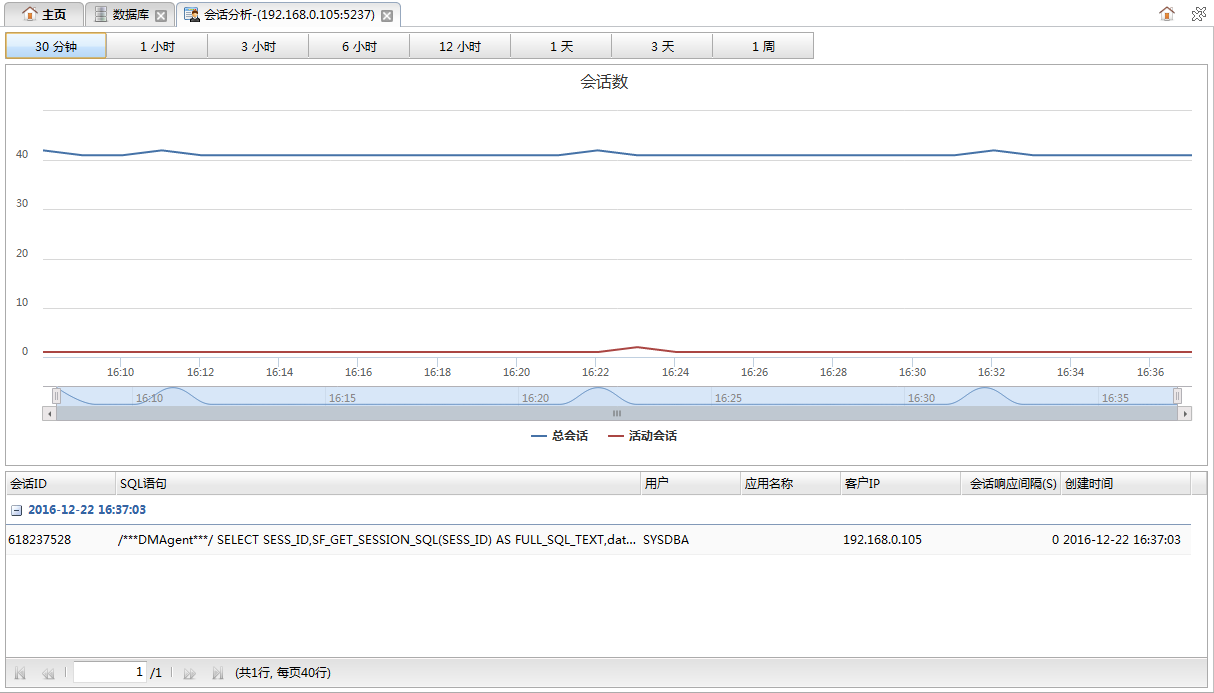 主页 数据库 会话分析-(192.168.0.105:5237)
30 分钟 1 小时 3 小时 6 小时 12 小时 1 天 3 天 1 周
会话数
40
30
20
10
0
16:10 16:12 16:14 16:16 16:18 16:20 16:22 16:24 16:26 16:28 16:30 16:32 16:34 16:36
16:10 16:15 16:20 16:25 16:30 16:35
总会话 活动会话
会话ID SQL语句 用户 应用名称 客户IP 会话响应间隔(S) 创建时间
2016-12-22 16:37:03
618237528 /***DMAgent***/ SELECT SESS_ID,SF_GET_SESSION_SQL(SESS_ID) AS FULL_SQL_TEXT,dat... SYSDBA 192.168.0.105 0 2016-12-22 16:37:03
1 /1 (共1行, 每页40行)